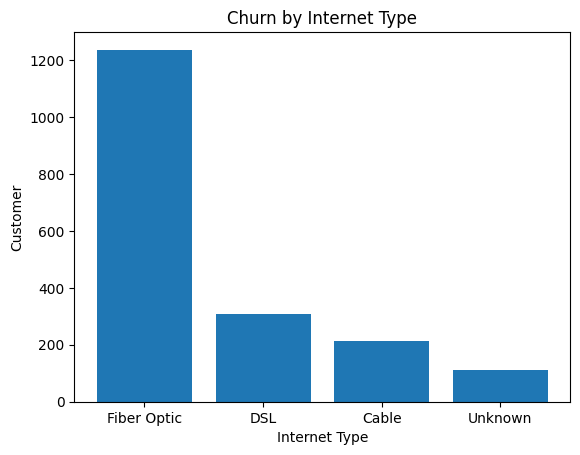 Churn by Internet Type
1200
1000
800
600
400
200
0
Customer
Fiber Optic DSL Cable Unknown
Internet Type